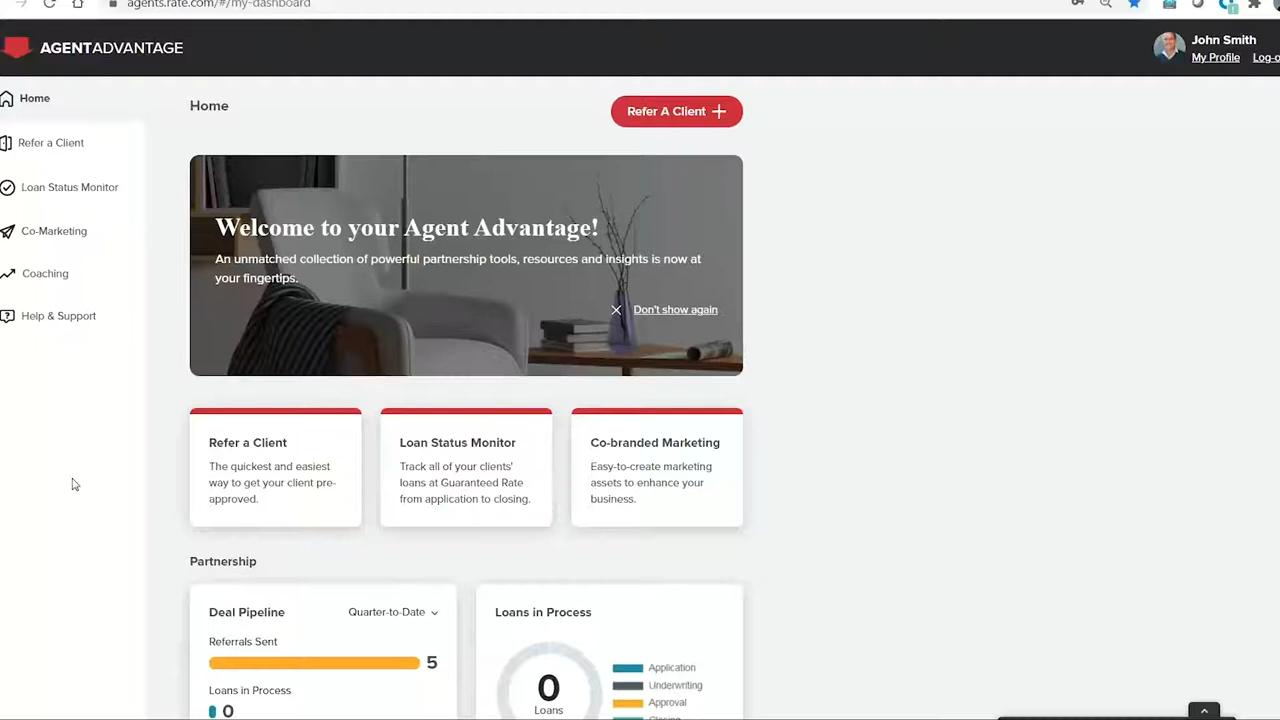 agents.rate.com/#/my-dashboard
AGENTADVANTAGE
John Smith
My Profile Log-o
Home
Refer a Client
Loan Status Monitor
Co-Marketing
Coaching
Help & Support
Home
Refer A Client
Welcome to your Agent Advantage!
An unmatched collection of powerful partnership tools, resources and insights is now at
your fingertips.
Don't show again
Refer a Client
The quickest and easiest
way to get your client pre-
approved.
Loan Status Monitor
Track all of your clients'
loans at Guaranteed Rate
from application to closing.
Co-branded Marketing
Easy-to-create marketing
assets to enhance your
business.
Partnership
Deal Pipeline Quarter-to-Date
Referrals Sent
5
Loans in Process
0
Loans in Process
0
Loans
Application
Underwriting
Approval
Closing